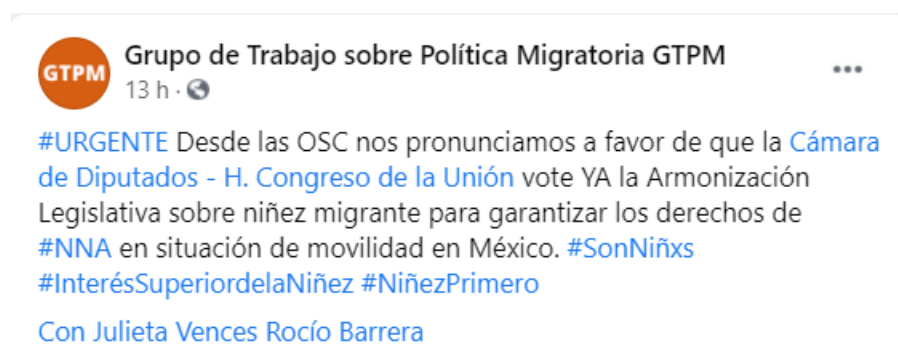 GTPM
Grupo de Trabajo sobre Política Migratoria GTPM
13 h ·
#URGENTE Desde las OSC nos pronunciamos a favor de que la Cámara
de Diputados - H. Congreso de la Unión vote YA la Armonización
Legislativa sobre niñez migrante para garantizar los derechos de
#NNA en situación de movilidad en México. #SonNiñxs
#InterésSuperiordelaNiñez #NiñezPrimero
Con Julieta Vences Rocío Barrera